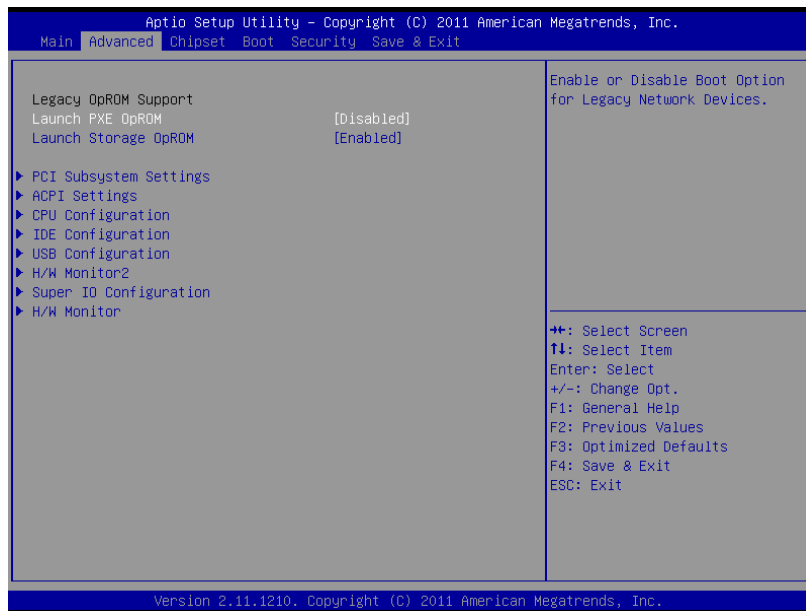 Aptio Setup Utility – Copyright (C) 2011 American Megatrends, Inc.
Main Advanced Chipset Boot Security Save & Exit
Legacy OpROM Support
Launch PXE OpROM [Disabled]
Launch Storage OpROM [Enabled]
PCI Subsystem Settings
ACPI Settings
CPU Configuration
IDE Configuration
USB Configuration
H/W Monitor2
Super IO Configuration
H/W Monitor
Enable or Disable Boot Option
for Legacy Network Devices.
→←: Select Screen
↑↓: Select Item
Enter: Select
+/-: Change Opt.
F1: General Help
F2: Previous Values
F3: Optimized Defaults
F4: Save & Exit
ESC: Exit
Version 2.11.1210. Copyright (C) 2011 American Megatrends, Inc.